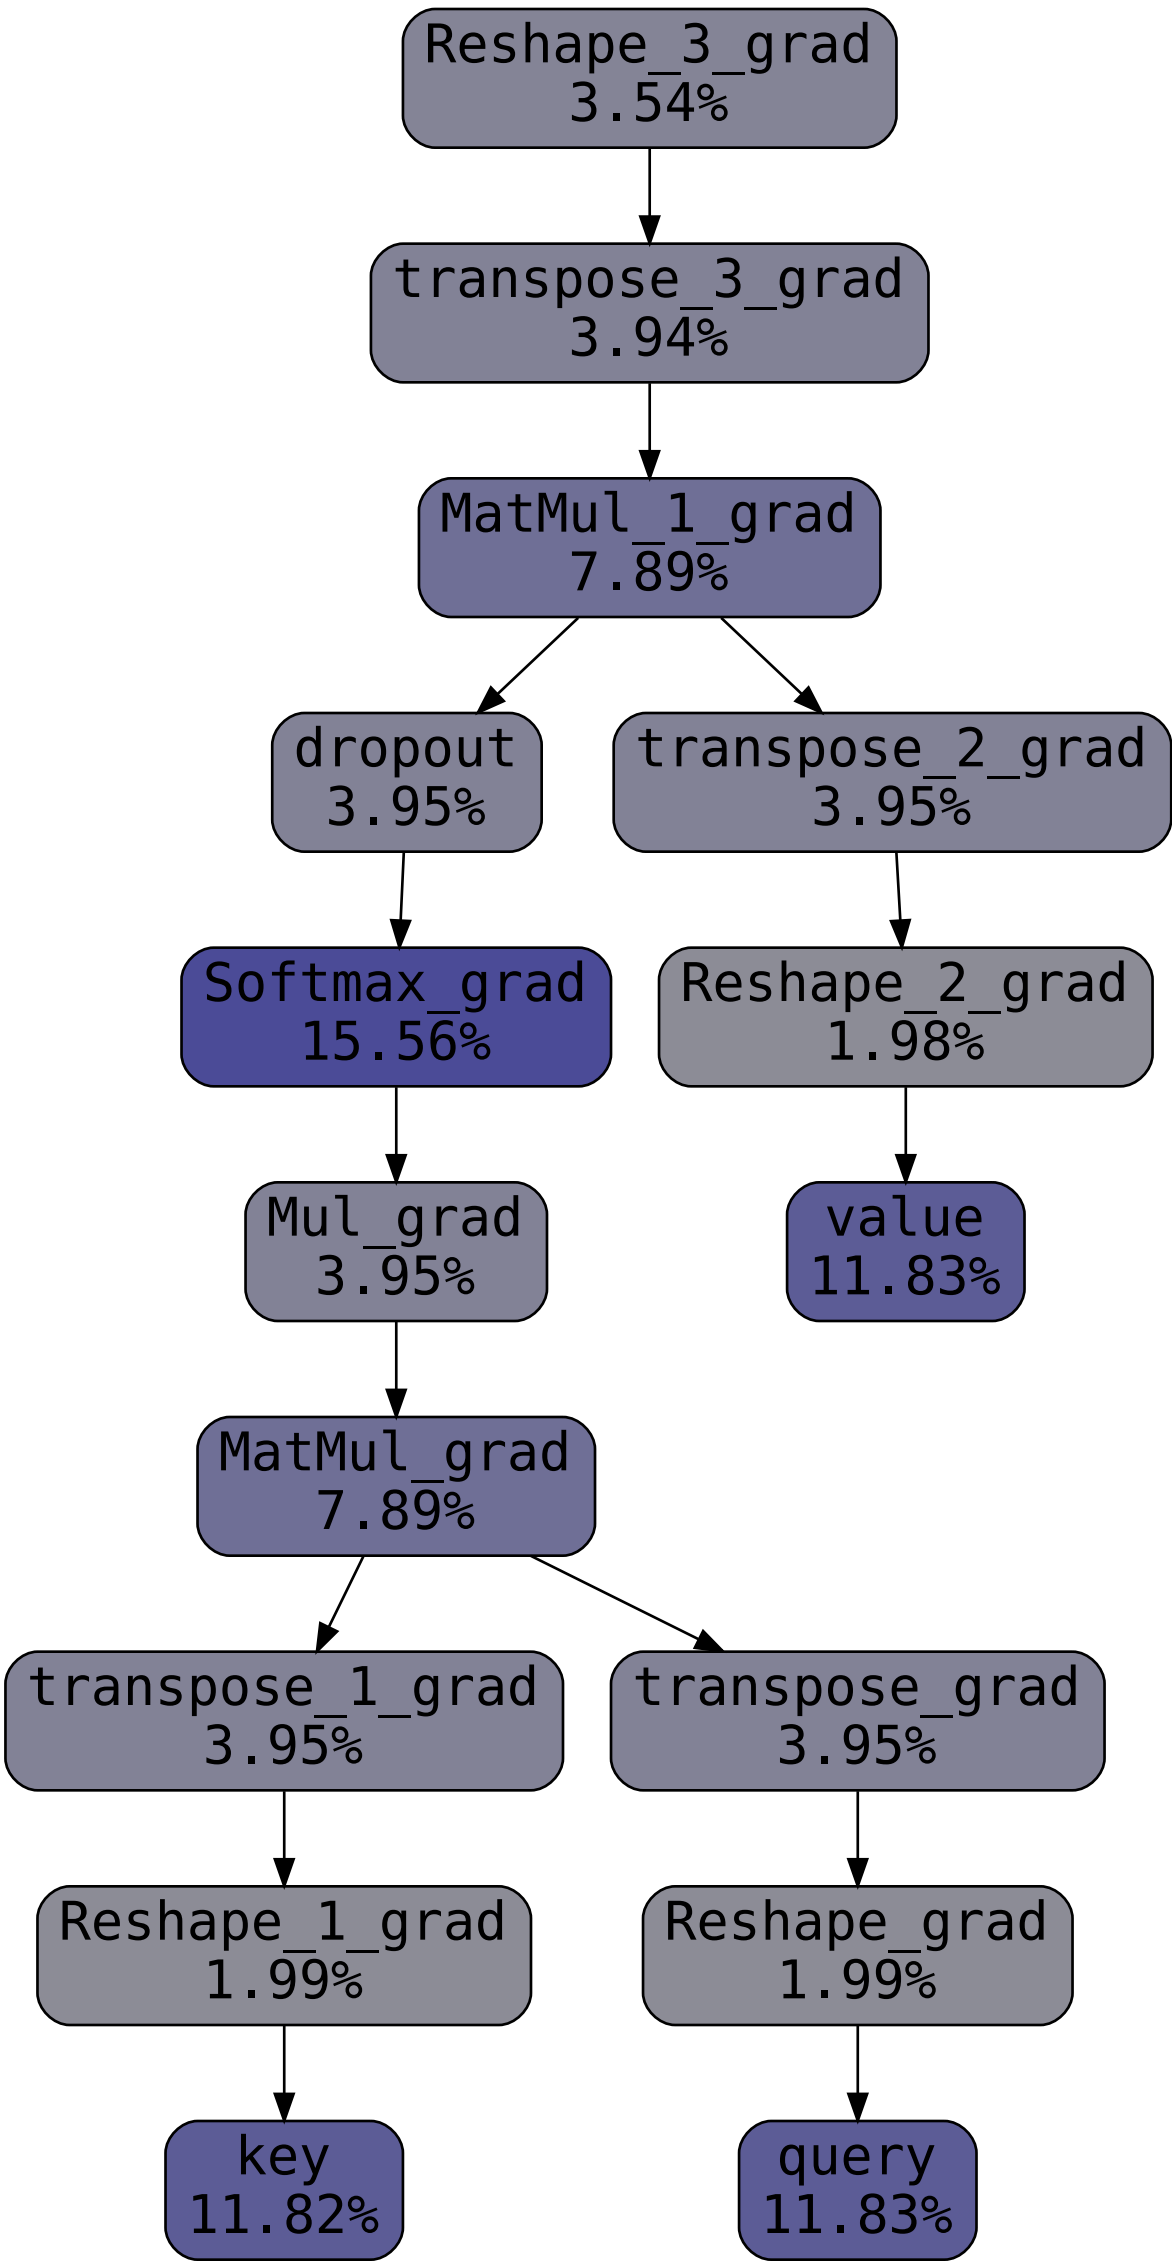 Reshape_3_grad
3.54%
transpose_3_grad
3.94%
MatMul_1_grad
7.89%
dropout
3.95%
transpose_2_grad
3.95%
Softmax_grad
15.56%
Reshape_2_grad
1.98%
Mul_grad
3.95%
value
11.83%
MatMul_grad
7.89%
transpose_1_grad
3.95%
transpose_grad
3.95%
Reshape_1_grad
1.99%
Reshape_grad
1.99%
key
11.82%
query
11.83%